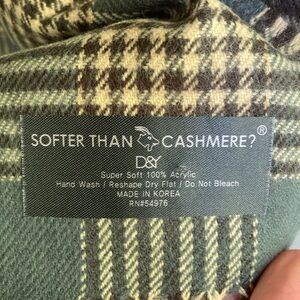 SOFTER THAN CASHMERE?®
D&Y
Super Soft 100% Acrylic
Hand Wash / Reshape Dry Flat / Do Not Bleach
MADE IN KOREA
RN#54976